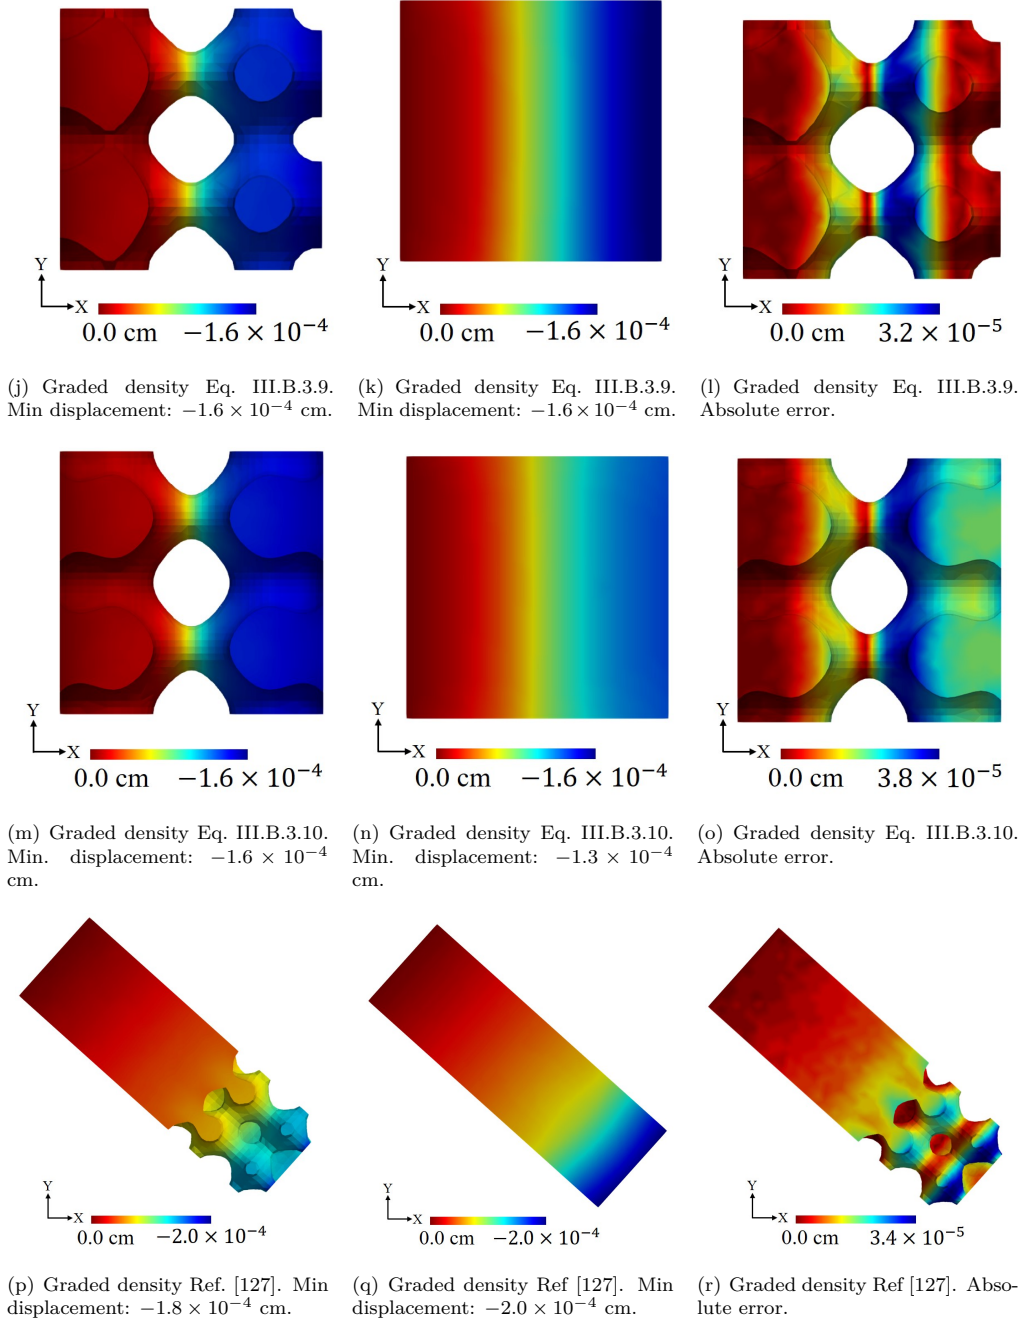 Y
X
0.0 cm −1.6 × 10⁻⁴
Y
X
0.0 cm −1.6 × 10⁻⁴
Y
X
0.0 cm 3.2 × 10⁻⁵
(j) Graded density Eq. III.B.3.9.
Min displacement: −1.6 × 10⁻⁴ cm.
(k) Graded density Eq. III.B.3.9.
Min displacement: −1.6 × 10⁻⁴ cm.
(l) Graded density Eq. III.B.3.9.
Absolute error.
Y
X
0.0 cm −1.6 × 10⁻⁴
Y
X
0.0 cm −1.6 × 10⁻⁴
Y
X
0.0 cm 3.8 × 10⁻⁵
(m) Graded density Eq. III.B.3.10.
Min. displacement: −1.6 × 10⁻⁴
cm.
(n) Graded density Eq. III.B.3.10.
Min. displacement: −1.3 × 10⁻⁴
cm.
(o) Graded density Eq. III.B.3.10.
Absolute error.
Y
X
0.0 cm −2.0 × 10⁻⁴
Y
X
0.0 cm −2.0 × 10⁻⁴
Y
X
0.0 cm 3.4 × 10⁻⁵
(p) Graded density Ref. [127]. Min
displacement: −1.8 × 10⁻⁴ cm.
(q) Graded density Ref [127]. Min
displacement: −2.0 × 10⁻⁴ cm.
(r) Graded density Ref [127]. Abso-
lute error.